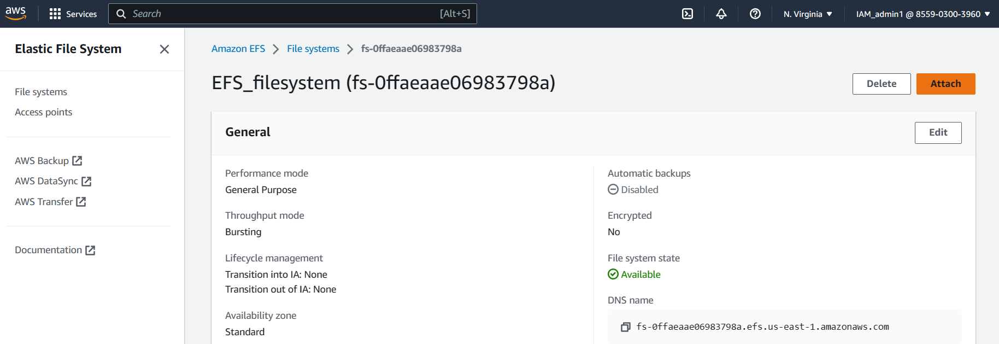 aws
Services
Search
[Alt+S]
N. Virginia
IAM_admin1 @ 8559-0300-3960
Elastic File System
File systems
Access points
AWS Backup
AWS DataSync
AWS Transfer
Documentation
Amazon EFS
File systems
fs-0ffaeaae06983798a
EFS_filesystem (fs-0ffaeaae06983798a)
Delete
Attach
General
Edit
Performance mode
General Purpose
Throughput mode
Bursting
Lifecycle management
Transition into IA: None
Transition out of IA: None
Availability zone
Standard
Automatic backups
Disabled
Encrypted
No
File system state
Available
DNS name
fs-0ffaeaae06983798a.efs.us-east-1.amazonaws.com